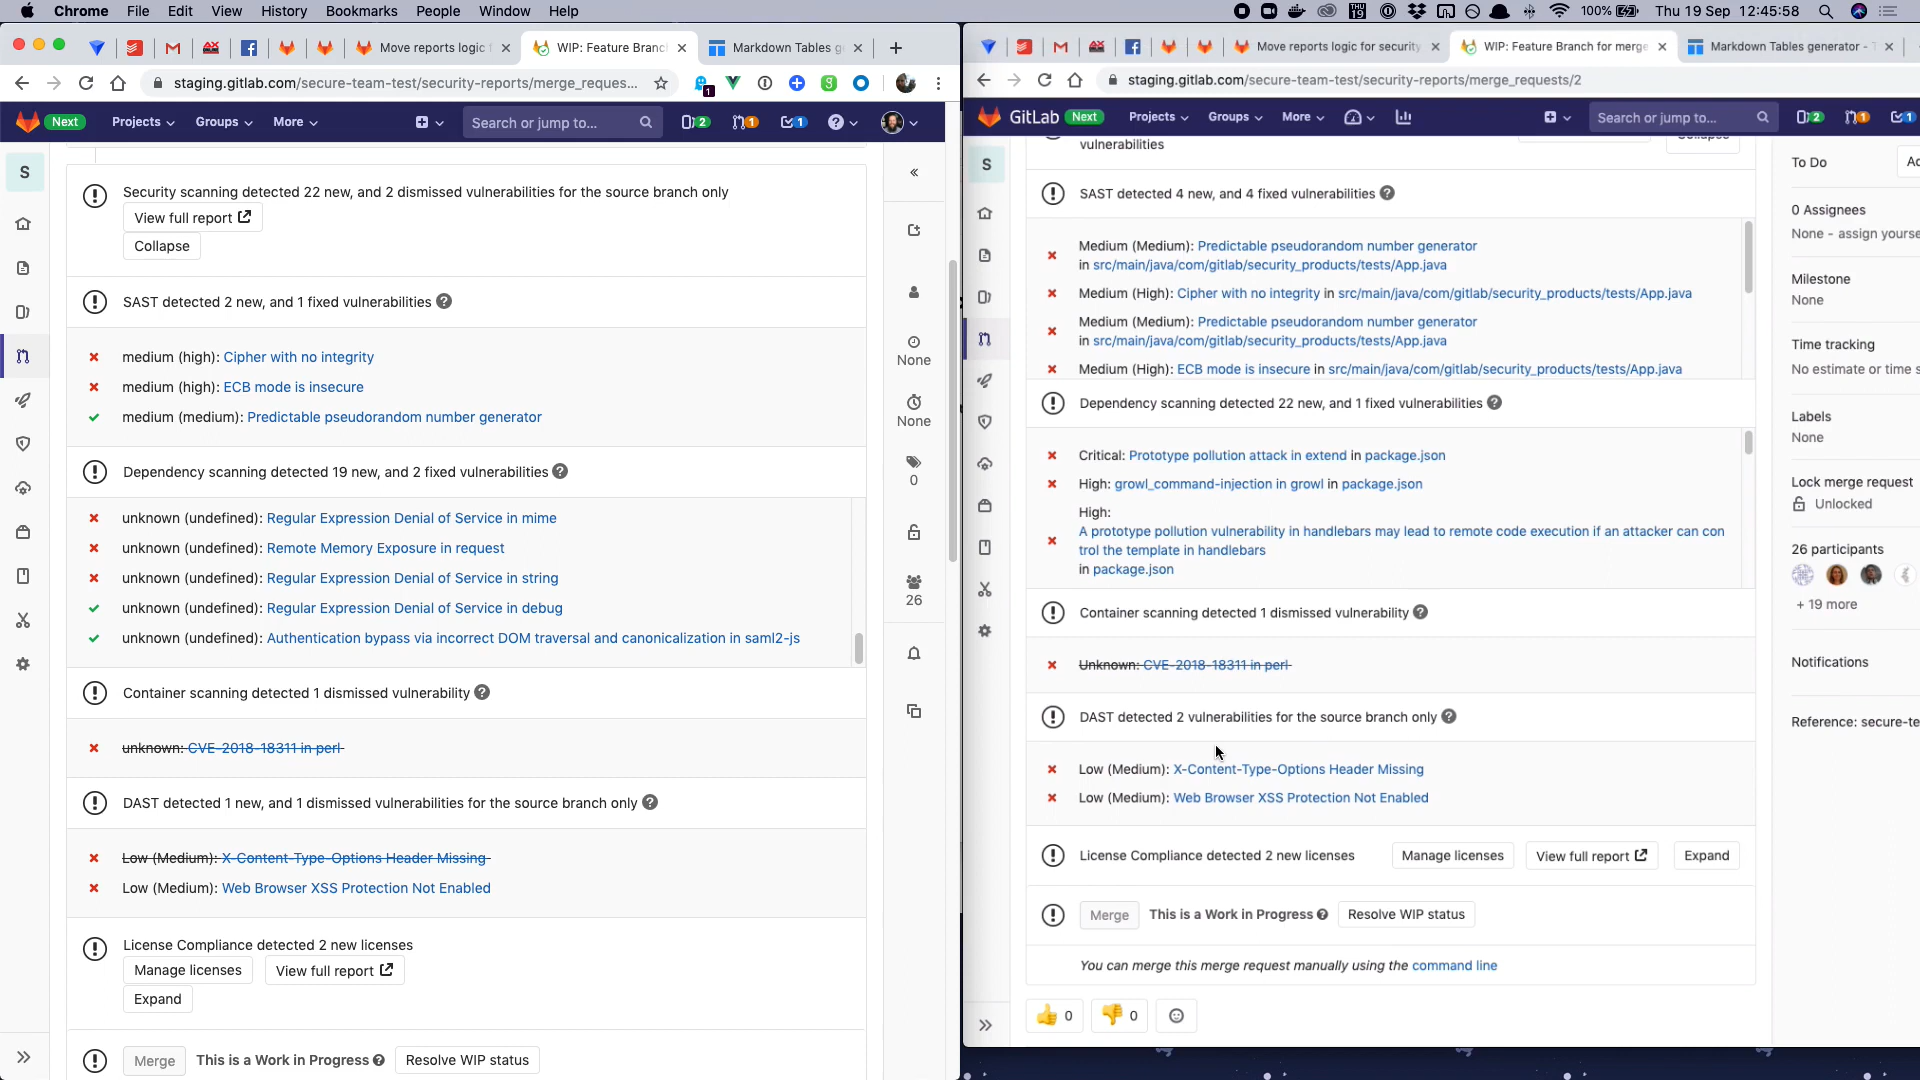 Chrome File Edit View History Bookmarks People Window Help
THU 19 100% Thu 19 Sep 12:45:58
Move reports logic f
WIP: Feature Branc
Markdown Tables g
staging.gitlab.com/secure-team-test/security-reports/merge_reques...
1
Next Projects Groups More Search or jump to... 2 1 1
S
Security scanning detected 22 new, and 2 dismissed vulnerabilities for the source branch only
View full report
Collapse
SAST detected 2 new, and 1 fixed vulnerabilities
medium (high): Cipher with no integrity
medium (high): ECB mode is insecure
medium (medium): Predictable pseudorandom number generator
Dependency scanning detected 19 new, and 2 fixed vulnerabilities
unknown (undefined): Regular Expression Denial of Service in mime
unknown (undefined): Remote Memory Exposure in request
unknown (undefined): Regular Expression Denial of Service in string
unknown (undefined): Regular Expression Denial of Service in debug
unknown (undefined): Authentication bypass via incorrect DOM traversal and canonicalization in saml2-js
Container scanning detected 1 dismissed vulnerability
unknown: CVE-2018-18311 in perl
DAST detected 1 new, and 1 dismissed vulnerabilities for the source branch only
Low (Medium): X-Content-Type-Options Header Missing
Low (Medium): Web Browser XSS Protection Not Enabled
License Compliance detected 2 new licenses
Manage licenses View full report
Expand
Merge This is a Work in Progress Resolve WIP status
None
None
0
26
Move reports logic for security
WIP: Feature Branch for merge
Markdown Tables generator - T
staging.gitlab.com/secure-team-test/security-reports/merge_requests/2
GitLab Next Projects Groups More Search or jump to... 2 1 1
S
vulnerabilities
Collapse
SAST detected 4 new, and 4 fixed vulnerabilities
Medium (Medium): Predictable pseudorandom number generator
in src/main/java/com/gitlab/security_products/tests/App.java
Medium (High): Cipher with no integrity in src/main/java/com/gitlab/security_products/tests/App.java
Medium (Medium): Predictable pseudorandom number generator
in src/main/java/com/gitlab/security_products/tests/App.java
Medium (High): ECB mode is insecure in src/main/java/com/gitlab/security_products/tests/App.java
Dependency scanning detected 22 new, and 1 fixed vulnerabilities
Critical: Prototype pollution attack in extend in package.json
High: growl_command-injection in growl in package.json
High:
A prototype pollution vulnerability in handlebars may lead to remote code execution if an attacker can con
trol the template in handlebars
in package.json
Container scanning detected 1 dismissed vulnerability
Unknown: CVE-2018-18311 in perl
DAST detected 2 vulnerabilities for the source branch only
Low (Medium): X-Content-Type-Options Header Missing
Low (Medium): Web Browser XSS Protection Not Enabled
License Compliance detected 2 new licenses Manage licenses View full report Expand
Merge This is a Work in Progress Resolve WIP status
You can merge this merge request manually using the command line
0 0
To Do
0 Assignees
None - assign yourse
Milestone
None
Time tracking
No estimate or time s
Labels
None
Lock merge request
Unlocked
26 participants
+ 19 more
Notifications
Reference: secure-te